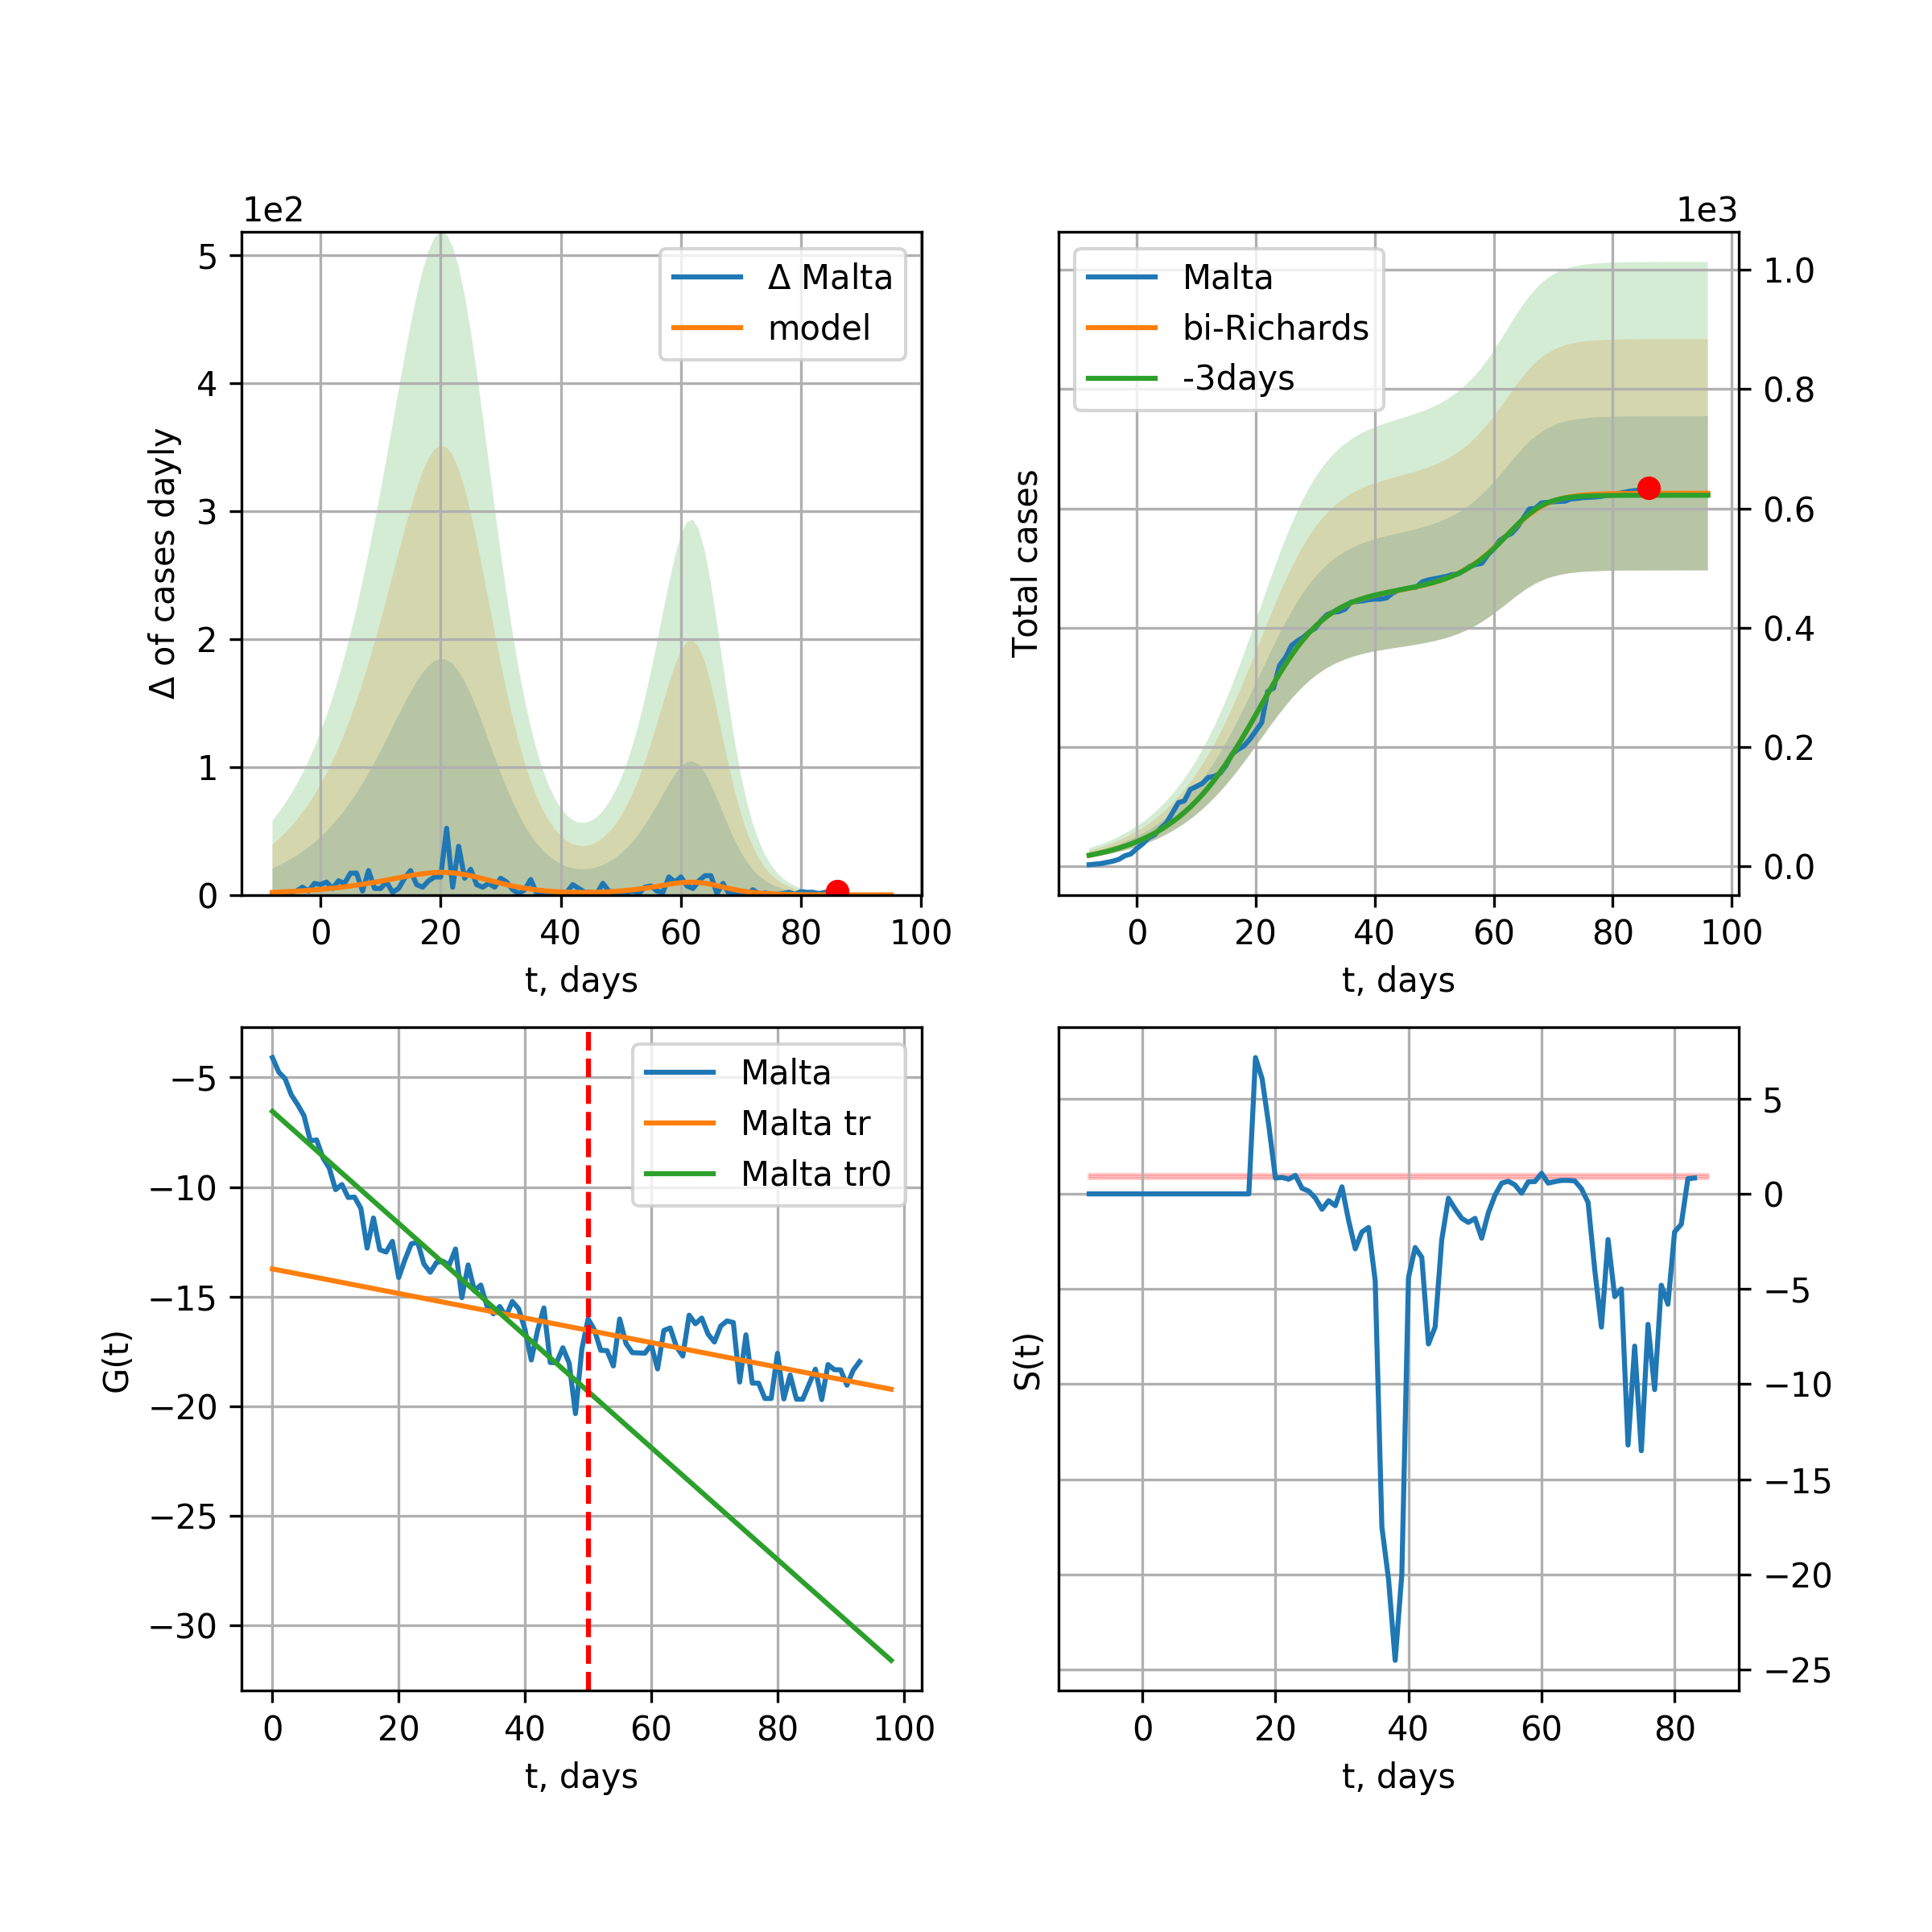 1e2
5
4
3
2
1
0
Δ of cases dayly
Δ Malta
model
0
20
40
60
80
100
t, days
1e3
1.0
0.8
0.6
0.4
0.2
0.0
Total cases
Malta
bi-Richards
-3days
0
20
40
60
80
100
t, days
−5
−10
−15
−20
−25
−30
G(t)
Malta
Malta tr
Malta tr0
0
20
40
60
80
100
t, days
5
0
−5
−10
−15
−20
−25
S(t)
0
20
40
60
80
t, days